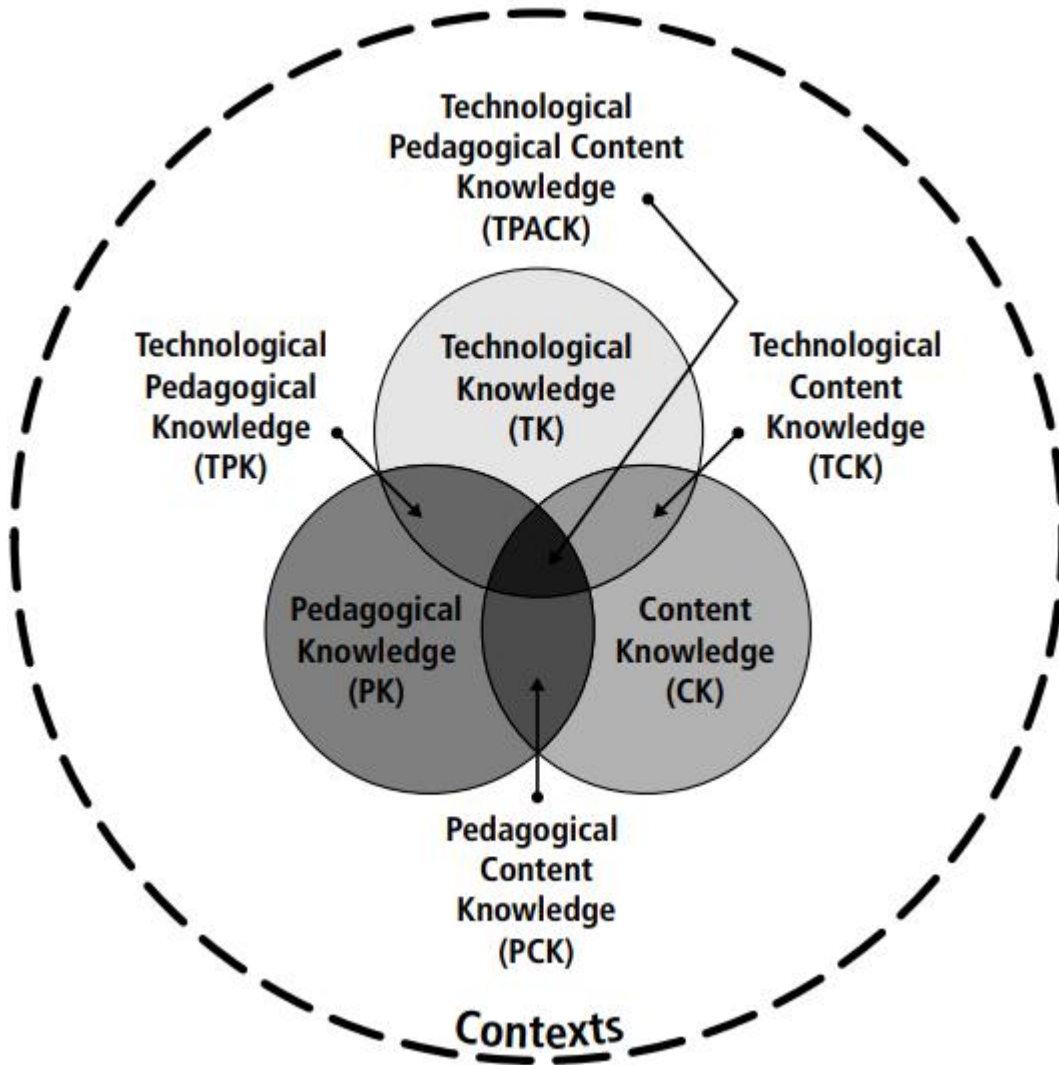 Technological
Pedagogical Content
Knowledge
(TPACK)
Technological
Pedagogical
Knowledge
(TPK)
Technological
Knowledge
(TK)
Technological
Content
Knowledge
(TCK)
Pedagogical
Knowledge
(PK)
Content
Knowledge
(CK)
Pedagogical
Content
Knowledge
(PCK)
Contexts